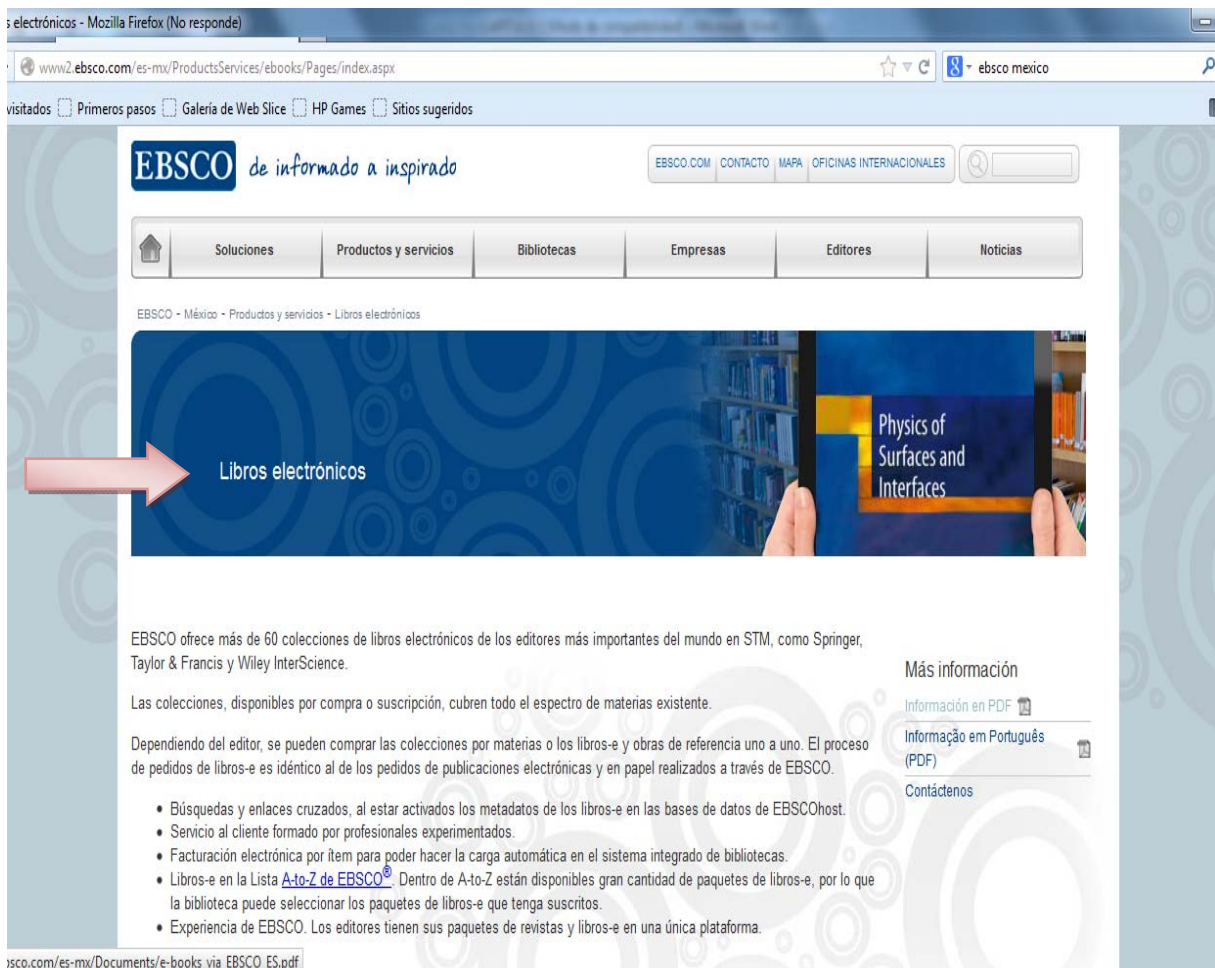 s electrónicos - Mozilla Firefox (No responde)
www2.ebsco.com/es-mx/ProductsServices/ebooks/Pages/index.aspx
ebsco mexico
visitados Primeros pasos Galería de Web Slice HP Games Sitios sugeridos
EBSCO de informado a inspirado
EBSCO.COM CONTACTO MAPA OFICINAS INTERNACIONALES
Soluciones Productos y servicios Bibliotecas Empresas Editores Noticias
EBSCO - México - Productos y servicios - Libros electrónicos
Libros electrónicos
Physics of
Surfaces and
Interfaces
EBSCO ofrece más de 60 colecciones de libros electrónicos de los editores más importantes del mundo en STM, como Springer,
Taylor & Francis y Wiley InterScience.
Las colecciones, disponibles por compra o suscripción, cubren todo el espectro de materias existente.
Dependiendo del editor, se pueden comprar las colecciones por materias o los libros-e y obras de referencia uno a uno. El proceso
de pedidos de libros-e es idéntico al de los pedidos de publicaciones electrónicas y en papel realizados a través de EBSCO.
• Búsquedas y enlaces cruzados, al estar activados los metadatos de los libros-e en las bases de datos de EBSCOhost.
• Servicio al cliente formado por profesionales experimentados.
• Facturación electrónica por ítem para poder hacer la carga automática en el sistema integrado de bibliotecas.
• Libros-e en la Lista A-to-Z de EBSCO®. Dentro de A-to-Z están disponibles gran cantidad de paquetes de libros-e, por lo que
la biblioteca puede seleccionar los paquetes de libros-e que tenga suscritos.
• Experiencia de EBSCO. Los editores tienen sus paquetes de revistas y libros-e en una única plataforma.
Más información
Información en PDF
Informação em Português
(PDF)
Contáctenos
bsco.com/es-mx/Documents/e-books_via_EBSCO_ES.pdf